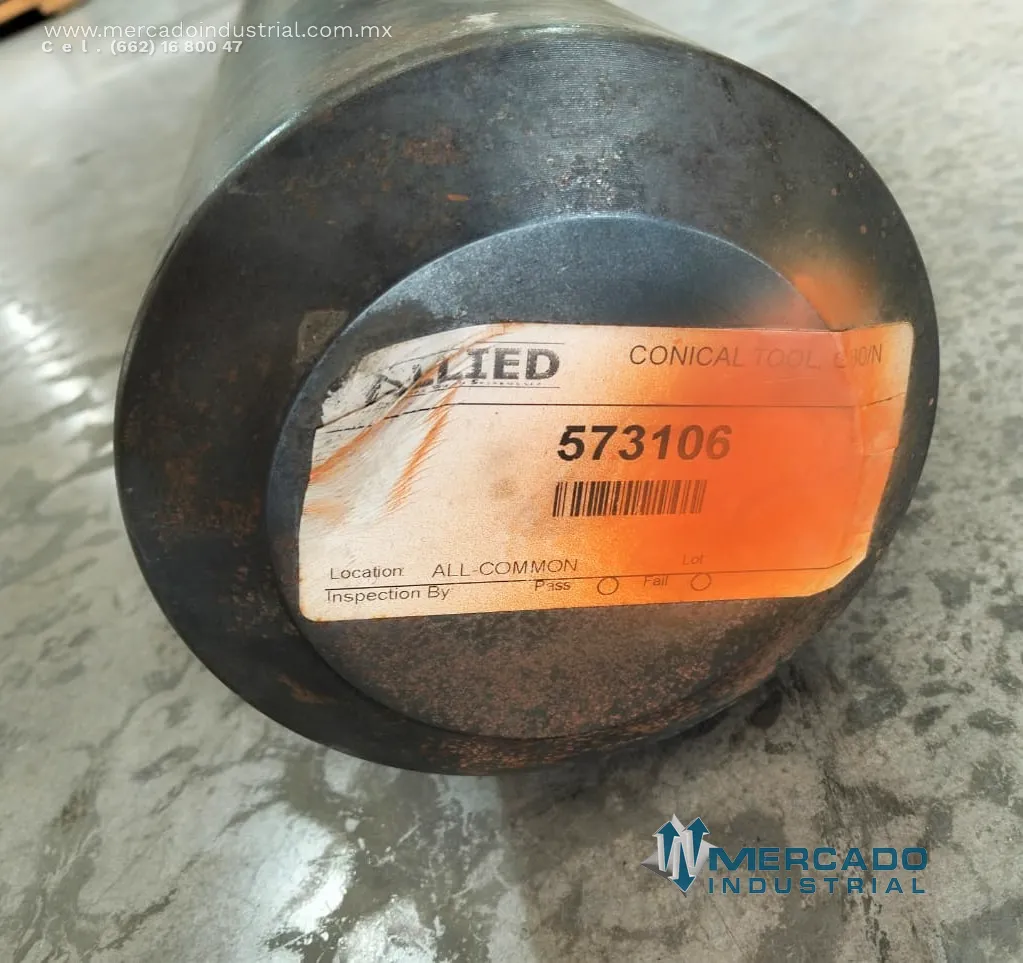 www.mercadoindustrial.com.mx
Cel. (662) 16 800 47
ALLIED
CONICAL TOOL,
573106
Lot
Location: ALL-COMMON
Inspection By Pass Fail
MERCADO
INDUSTRIAL